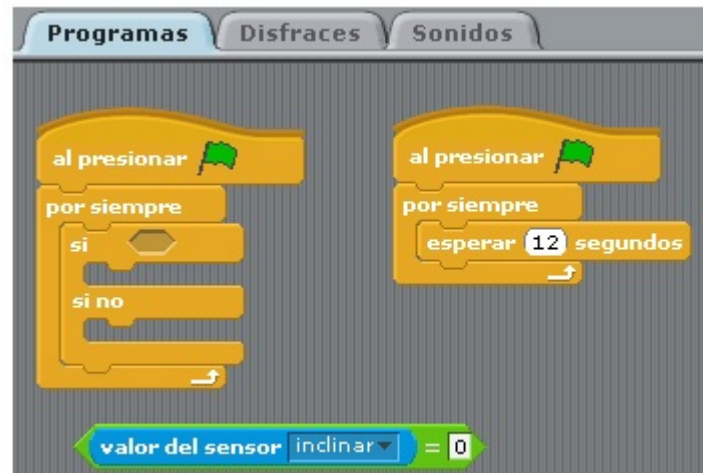 Programas Disfraces Sonidos
al presionar
por siempre
si
si no
al presionar
por siempre
esperar 12 segundos
valor del sensor inclinar = 0